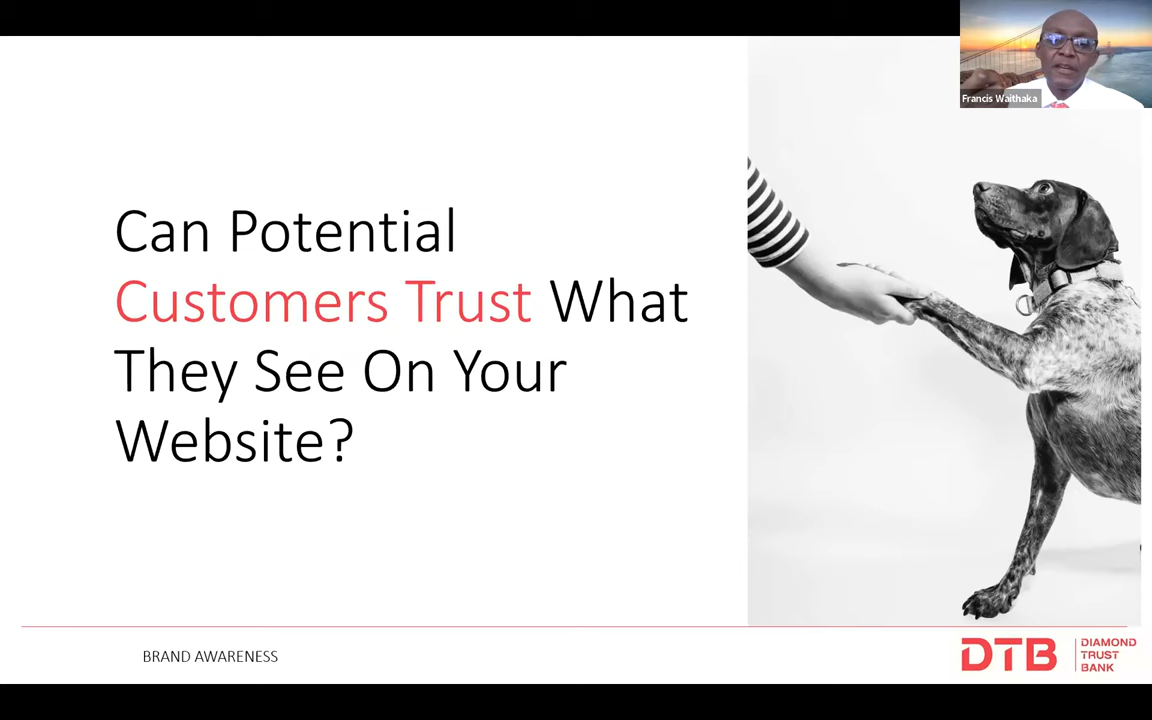 Francis Waithaka
Can Potential
Customers Trust What
They See On Your
Website?
BRAND AWARENESS
DTB
DIAMOND
TRUST
BANK